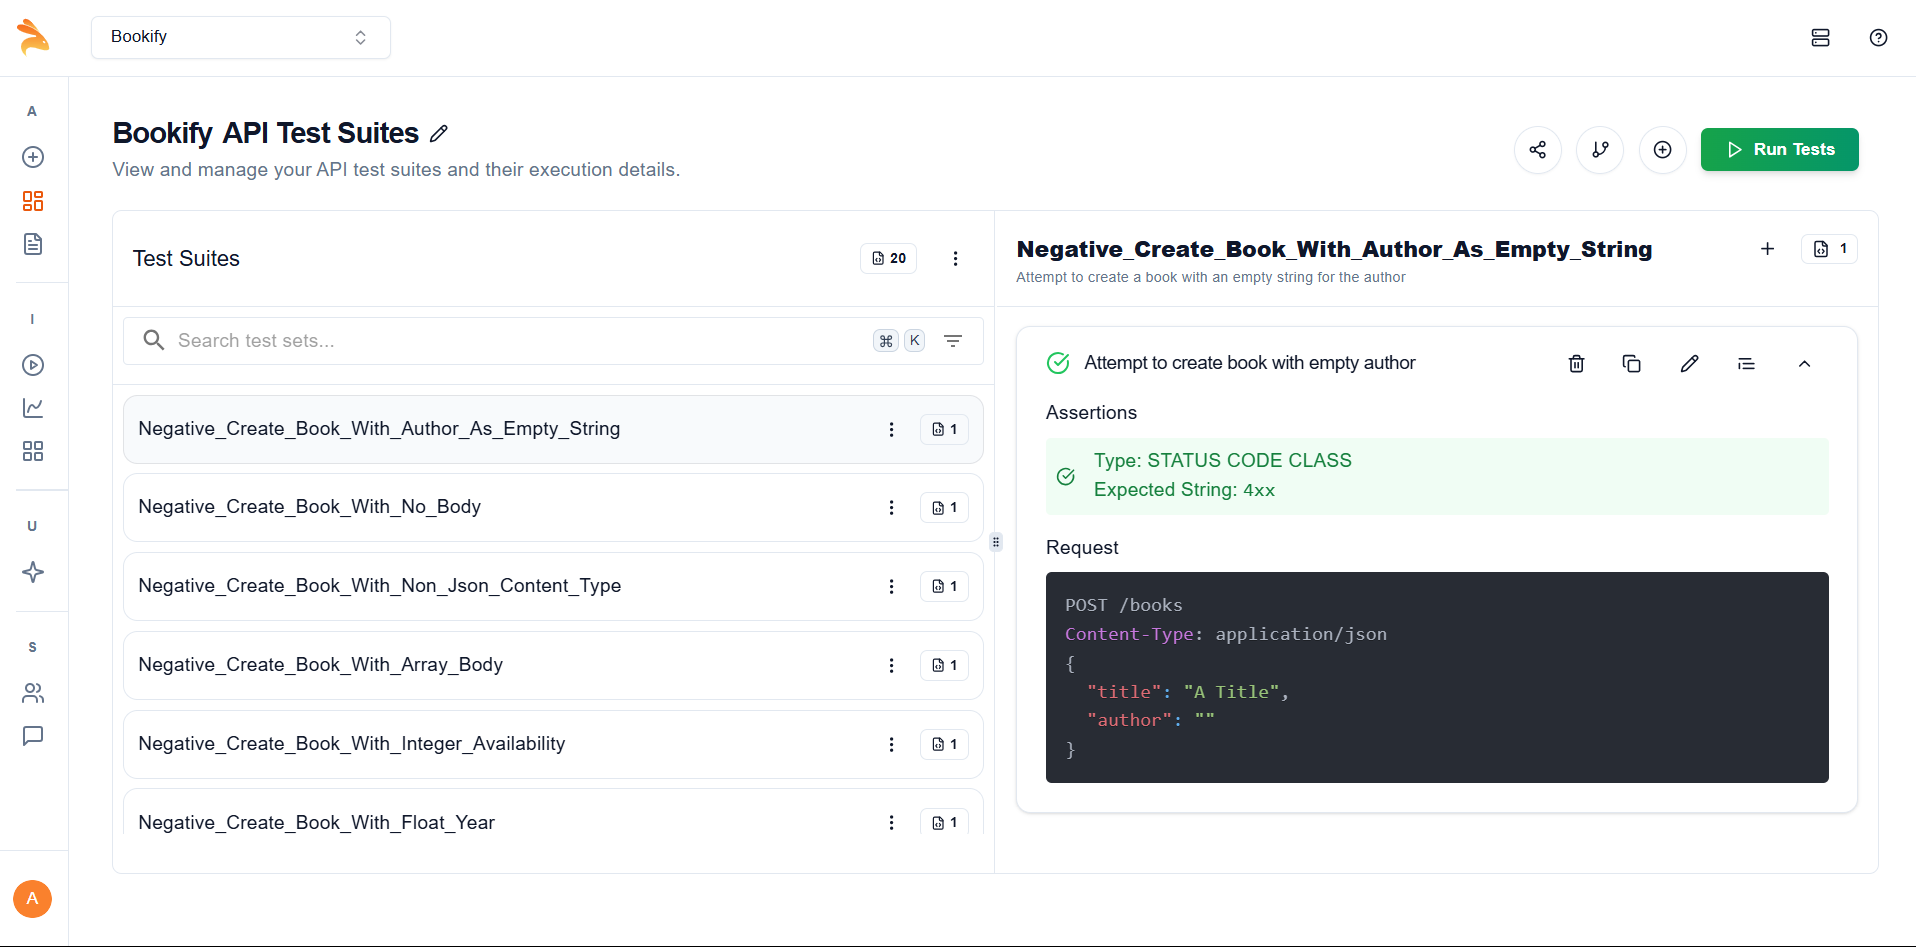 Bookify
A
I
U
S
A
Bookify API Test Suites
View and manage your API test suites and their execution details.
Run Tests
Test Suites
20
Search test sets...
⌘ K
Negative_Create_Book_With_Author_As_Empty_String
1
Negative_Create_Book_With_No_Body
1
Negative_Create_Book_With_Non_Json_Content_Type
1
Negative_Create_Book_With_Array_Body
1
Negative_Create_Book_With_Integer_Availability
1
Negative_Create_Book_With_Float_Year
1
Negative_Create_Book_With_Author_As_Empty_String
1
Attempt to create a book with an empty string for the author
Attempt to create book with empty author
Assertions
Type: STATUS CODE CLASS
Expected String: 4xx
Request
POST /books
Content-Type: application/json
{
"title": "A Title",
"author": ""
}